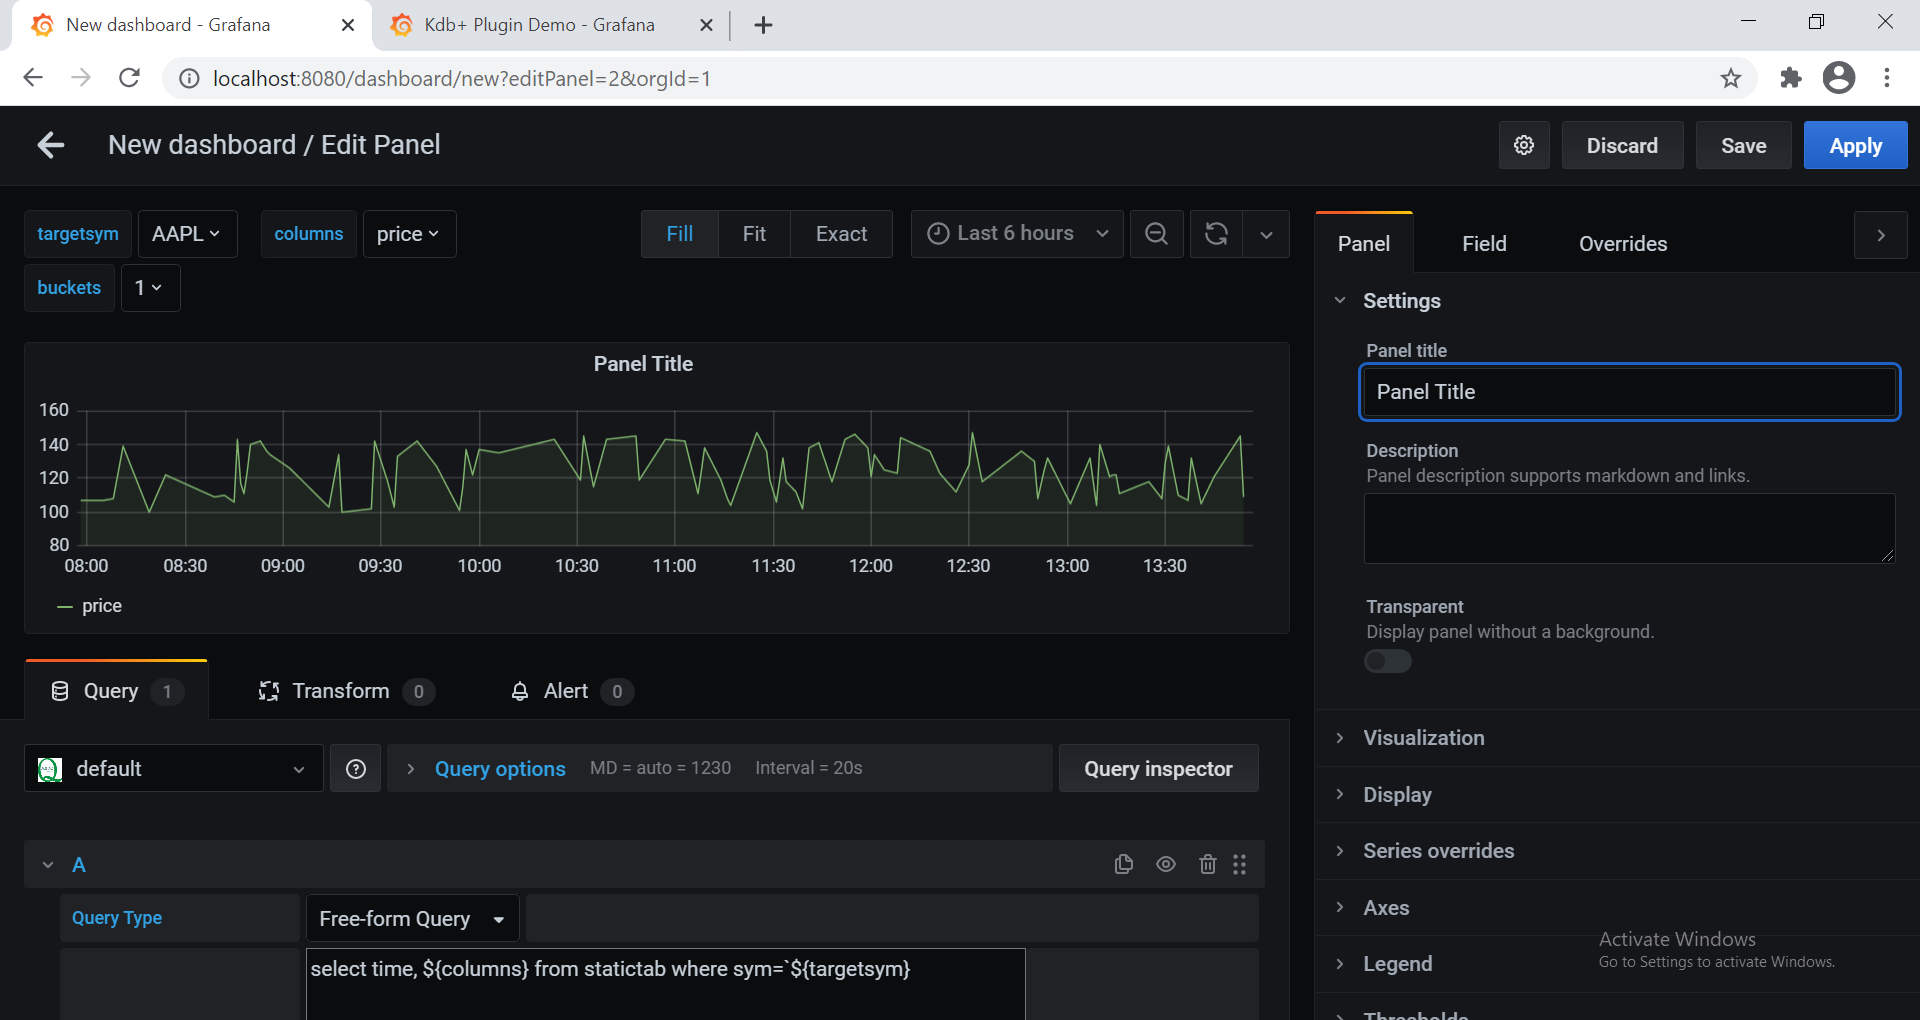 New dashboard - Grafana
Kdb+ Plugin Demo - Grafana
localhost:8080/dashboard/new?editPanel=2&orgId=1
New dashboard / Edit Panel
Discard
Save
Apply
targetsym
AAPL
columns
price
Fill
Fit
Exact
Last 6 hours
buckets
1
Panel
Field
Overrides
Settings
Panel title
Panel Title
Description
Panel description supports markdown and links.
Transparent
Display panel without a background.
Visualization
Display
Series overrides
Axes
Legend
Thresholds
Panel Title
160
140
120
100
80
08:00 08:30 09:00 09:30 10:00 10:30 11:00 11:30 12:00 12:30 13:00 13:30
price
Query 1
Transform 0
Alert 0
default
Query options MD = auto = 1230 Interval = 20s
Query inspector
A
Query Type
Free-form Query
select time, ${columns} from statictab where sym=`${targetsym}
Activate Windows
Go to Settings to activate Windows.